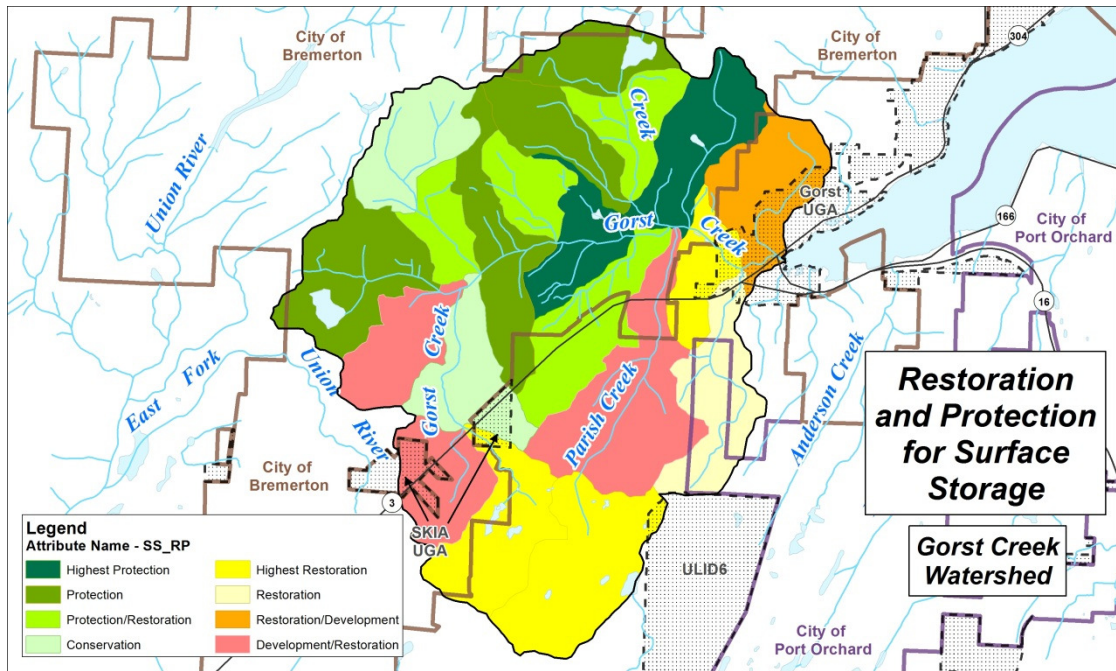 City of
Bremerton
City of
Bremerton
304
Creek
Union River
Gorst
UGA
Gorst
Creek
166
City of
Port Orchard
16
East Fork
Union
River
Creek
Gorst
Parish Creek
Anderson Creek
Restoration
and Protection
for Surface
Storage
City of
Bremerton
3
SKIA
UGA
ULID6
Gorst Creek
Watershed
City of
Port Orchard
Legend
Attribute Name - SS_RP
Highest Protection
Protection
Protection/Restoration
Conservation
Highest Restoration
Restoration
Restoration/Development
Development/Restoration